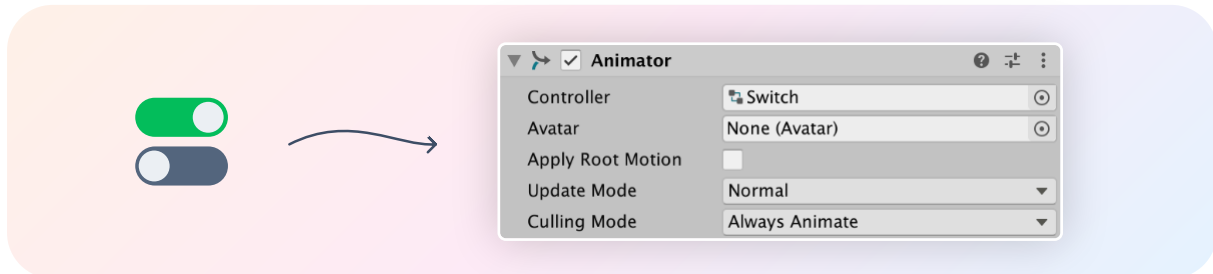 Animator
Controller Switch
Avatar None (Avatar)
Apply Root Motion
Update Mode Normal
Culling Mode Always Animate